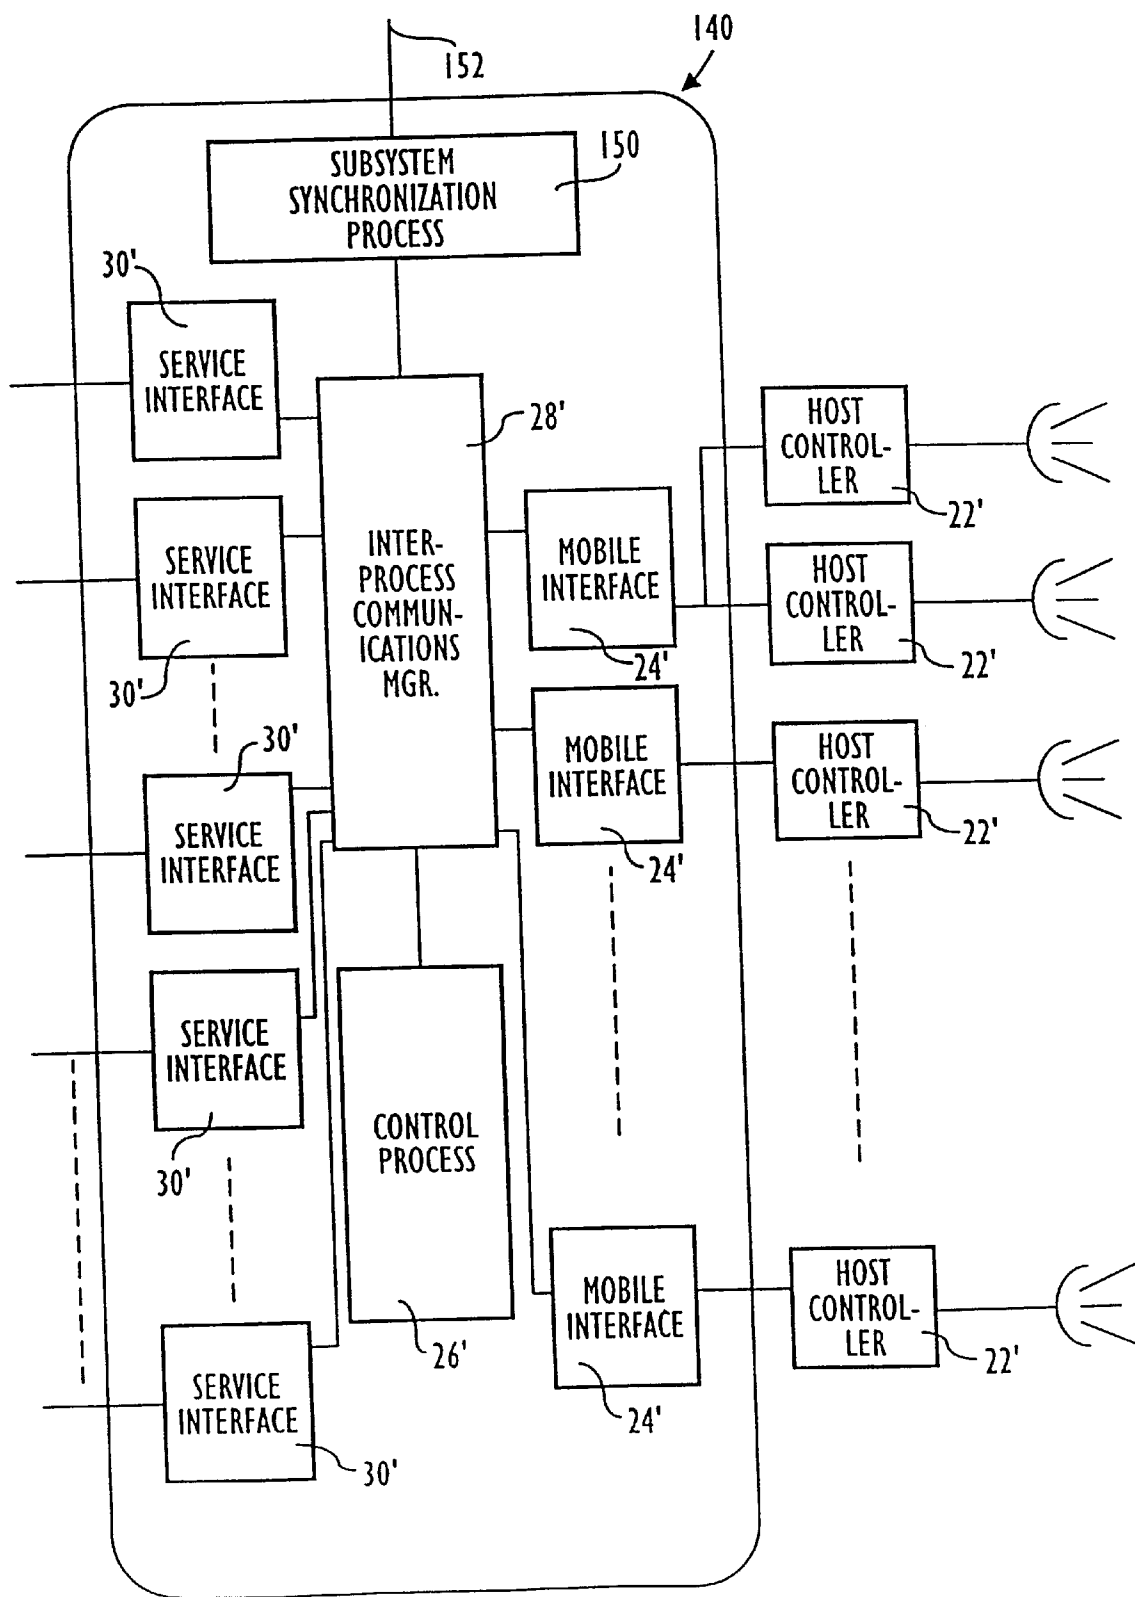 140
152
SUBSYSTEM
SYNCHRONIZATION
PROCESS
150
30'
SERVICE
INTERFACE
28'
HOST
CONTROL-
LER
22'
SERVICE
INTERFACE
30'
INTER-
PROCESS
COMMUN-
ICATIONS
MGR.
MOBILE
INTERFACE
24'
HOST
CONTROL-
LER
22'
30'
SERVICE
INTERFACE
MOBILE
INTERFACE
24'
HOST
CONTROL-
LER
22'
SERVICE
INTERFACE
30'
CONTROL
PROCESS
26'
MOBILE
INTERFACE
24'
HOST
CONTROL-
LER
22'
SERVICE
INTERFACE
30'